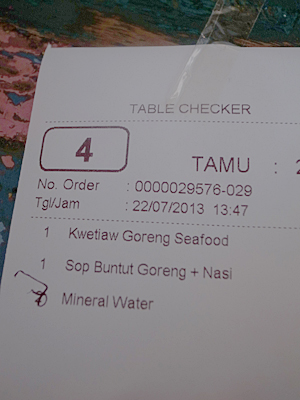 TABLE CHECKER
4
TAMU :
No. Order : 0000029576-029
Tgl/Jam : 22/07/2013 13:47
1 Kwetiaw Goreng Seafood
1 Sop Buntut Goreng + Nasi
Mineral Water